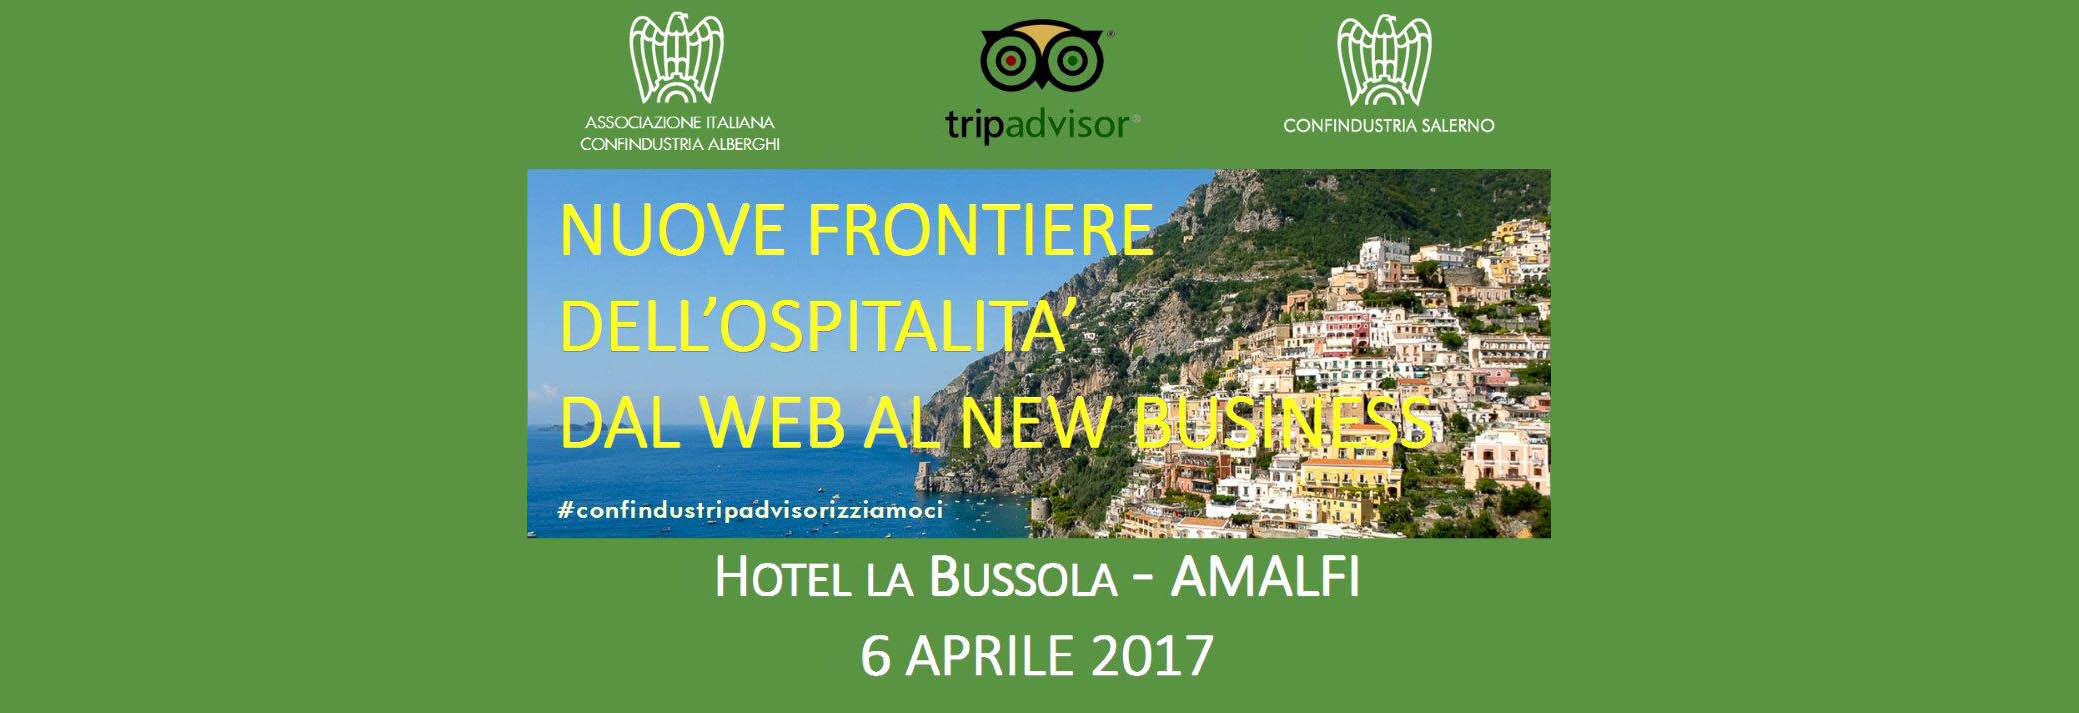 ASSOCIAZIONE ITALIANA
CONFINDUSTRIA ALBERGHI
tripadvisor®
CONFINDUSTRIA SALERNO
NUOVE FRONTIERE
DELL'OSPITALITA'
DAL WEB AL NEW BUSINESS
#confindustripadvisorizziamoci
HOTEL LA BUSSOLA - AMALFI
6 APRILE 2017